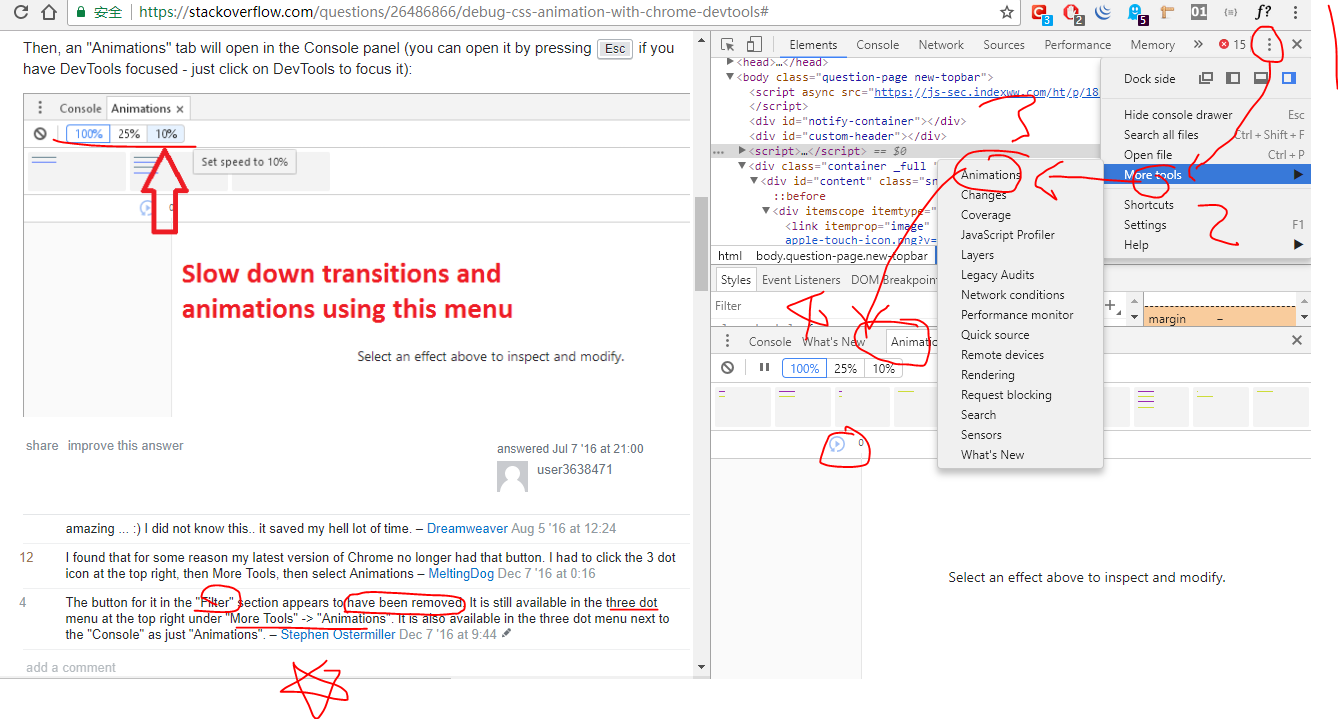 安全
https://stackoverflow.com/questions/26486866/debug-css-animation-with-chrome-devtools#
3
2
5
01
f?
1
Then, an "Animations" tab will open in the Console panel (you can open it by pressing Esc if you
have DevTools focused - just click on DevTools to focus it):
Console Animations ×
100% 25% 10%
Set speed to 10%
0
Slow down transitions and
animations using this menu
Select an effect above to inspect and modify.
share improve this answer
answered Jul 7 '16 at 21:00
user3638471
amazing ... :) I did not know this.. it saved my hell lot of time. – Dreamweaver Aug 5 '16 at 12:24
12 I found that for some reason my latest version of Chrome no longer had that button. I had to click the 3 dot
icon at the top right, then More Tools, then select Animations – MeltingDog Dec 7 '16 at 0:16
4 The button for it in the "Filter" section appears to have been removed. It is still available in the three dot
menu at the top right under "More Tools" -> "Animations". It is also available in the three dot menu next to
the "Console" as just "Animations". – Stephen Ostermiller Dec 7 '16 at 9:44
add a comment
Elements Console Network Sources Performance Memory » 15
<head>…</head>
<body class="question-page new-topbar">
<script async src="https://js-sec.indexww.com/ht/p/18
</script>
<div id="notify-container"></div>
<div id="custom-header"></div>
<script>…</script> == $0
<div class="container _full "
<div id="content" class="sn
::before
<div itemscope itemtype="
<link itemprop="image"
apple-touch-icon.png?v=
html body.question-page.new-topbar
Styles Event Listeners DOM Breakpoin
Filter
margin –
Console What's New Animatio
100% 25% 10%
0
Select an effect above to inspect and modify.
Dock side
Hide console drawer Esc
Search all files Ctrl + Shift + F
Open file Ctrl + P
More tools
Shortcuts
Settings F1
Help
Animations
Changes
Coverage
JavaScript Profiler
Layers
Legacy Audits
Network conditions
Performance monitor
Quick source
Remote devices
Rendering
Request blocking
Search
Sensors
What's New
3
2
4